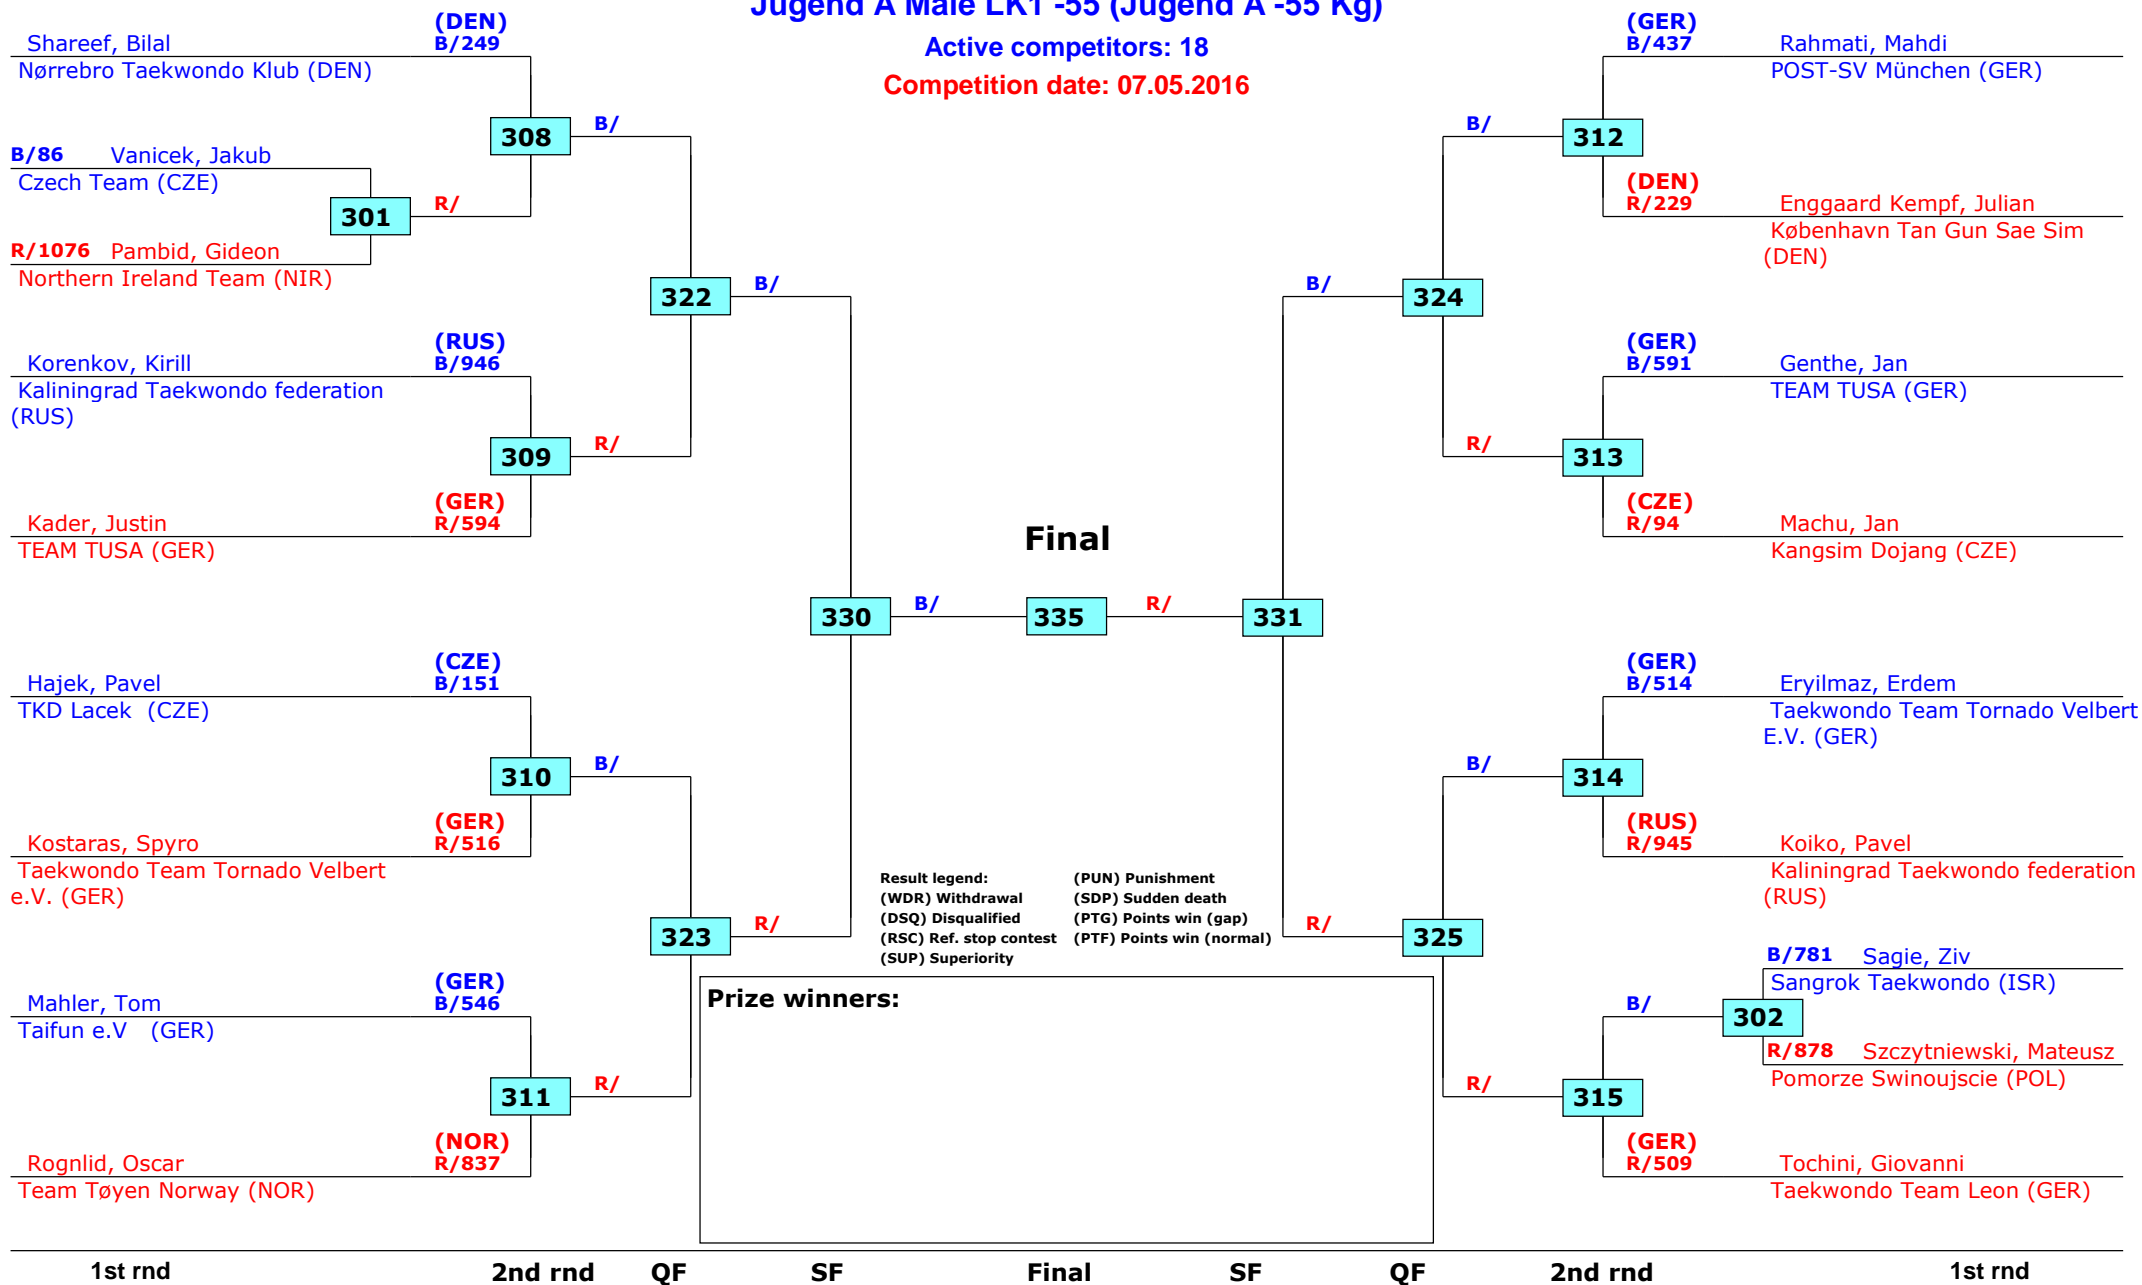 Jugend A Male LK1 -55 (Jugend A -55 Kg)
Active competitors: 18
Competition date: 07.05.2016
Shareef, Bilal
(DEN)
B/249
Nørrebro Taekwondo Klub (DEN)
308
B/
B/86 Vanicek, Jakub
Czech Team (CZE)
301
R/
R/1076 Pambid, Gideon
Northern Ireland Team (NIR)
322
B/
Korenkov, Kirill
(RUS)
B/946
Kaliningrad Taekwondo federation
(RUS)
309
R/
Kader, Justin
(GER)
R/594
TEAM TUSA (GER)
330
B/
Hajek, Pavel
(CZE)
B/151
TKD Lacek (CZE)
310
B/
Kostaras, Spyro
(GER)
R/516
Taekwondo Team Tornado Velbert
e.V. (GER)
323
R/
Mahler, Tom
(GER)
B/546
Taifun e.V (GER)
311
R/
Rognlid, Oscar
(NOR)
R/837
Team Tøyen Norway (NOR)
Final
335
(GER)
B/437
Rahmati, Mahdi
POST-SV München (GER)
B/
312
(DEN)
R/229
Enggaard Kempf, Julian
København Tan Gun Sae Sim
(DEN)
B/
324
(GER)
B/591
Genthe, Jan
TEAM TUSA (GER)
R/
313
(CZE)
R/94
Machu, Jan
Kangsim Dojang (CZE)
R/
331
(GER)
B/514
Eryilmaz, Erdem
Taekwondo Team Tornado Velbert
E.V. (GER)
B/
314
(RUS)
R/945
Koiko, Pavel
Kaliningrad Taekwondo federation
(RUS)
R/
325
B/781 Sagie, Ziv
Sangrok Taekwondo (ISR)
B/
302
R/878 Szczytniewski, Mateusz
Pomorze Swinoujscie (POL)
R/
315
(GER)
R/509
Tochini, Giovanni
Taekwondo Team Leon (GER)
Result legend: (PUN) Punishment
(WDR) Withdrawal (SDP) Sudden death
(DSQ) Disqualified (PTG) Points win (gap)
(RSC) Ref. stop contest (PTF) Points win (normal)
(SUP) Superiority
Prize winners:
1st rnd 2nd rnd QF SF Final SF QF 2nd rnd 1st rnd